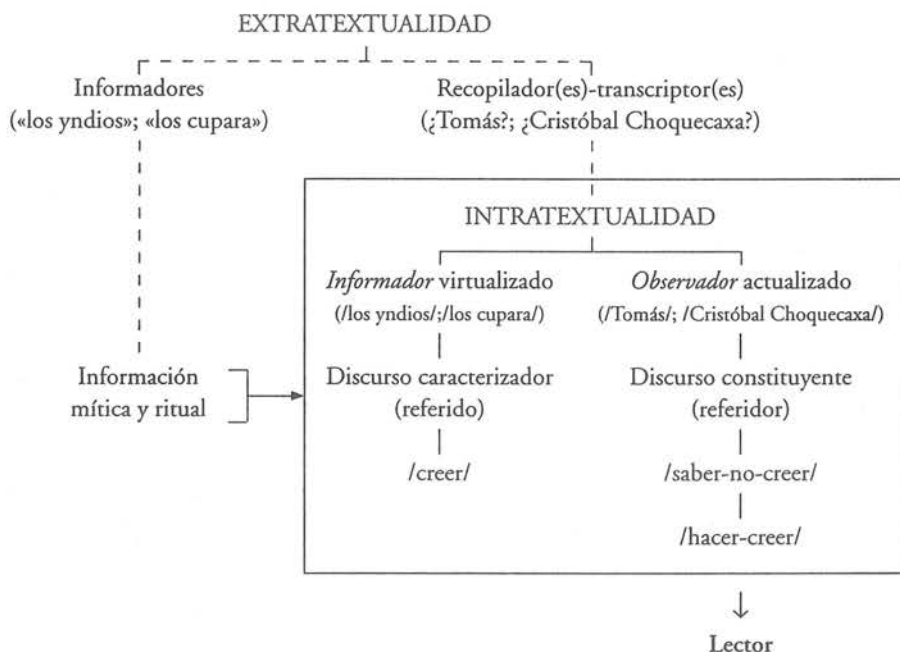 EXTRATEXTUALIDAD
Informadores
(«los yndios»; «los cupara»)
Recopilador(es)-transcriptor(es)
(¿Tomás?; ¿Cristóbal Choquecaxa?)
INTRATEXTUALIDAD
Informador virtualizado
(/los yndios/;/los cupara/)
Observador actualizado
(/Tomás/; /Cristóbal Choquecaxa/)
Información
mítica y ritual
Discurso caracterizador
(referido)
Discurso constituyente
(referidor)
/creer/
/saber-no-creer/
/hacer-creer/
Lector